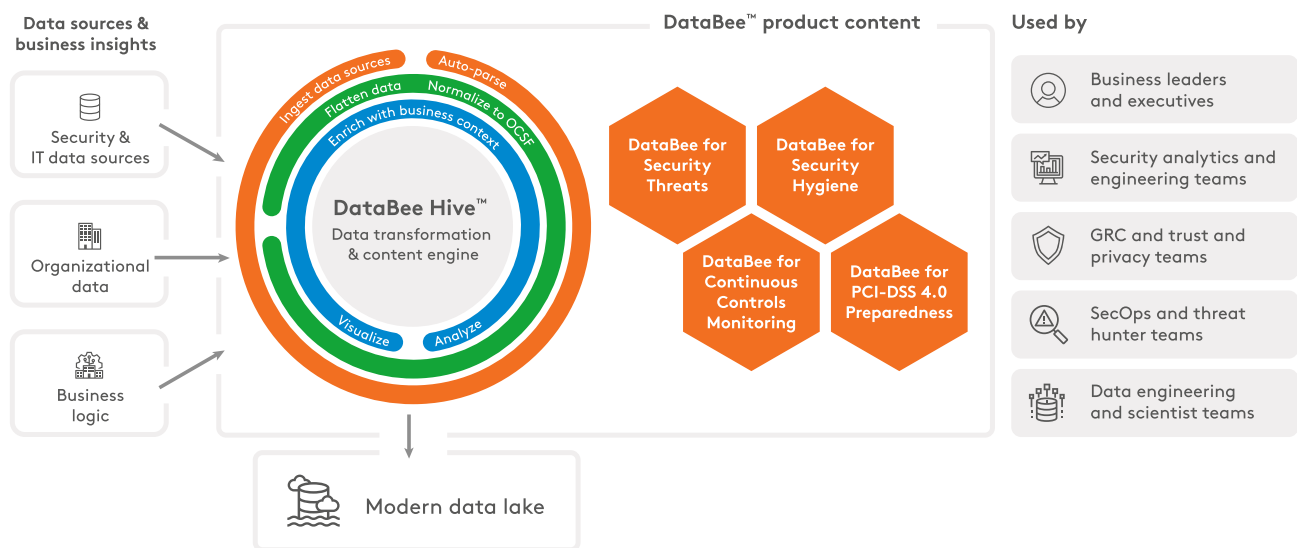 Data sources &
business insights
Security &
IT data sources
Organizational
data
Business
logic
DataBee™ product content
Ingest data sources
Auto-parse
Flatten data
Normalize to OCSF
Enrich with business context
DataBee Hive™
Data transformation
& content engine
Visualize
Analyze
DataBee for
Security
Threats
DataBee for
Security
Hygiene
DataBee for
Continuous
Controls
Monitoring
DataBee for
PCI-DSS 4.0
Preparedness
Modern data lake
Used by
Business leaders
and executives
Security analytics and
engineering teams
GRC and trust and
privacy teams
SecOps and threat
hunter teams
Data engineering
and scientist teams